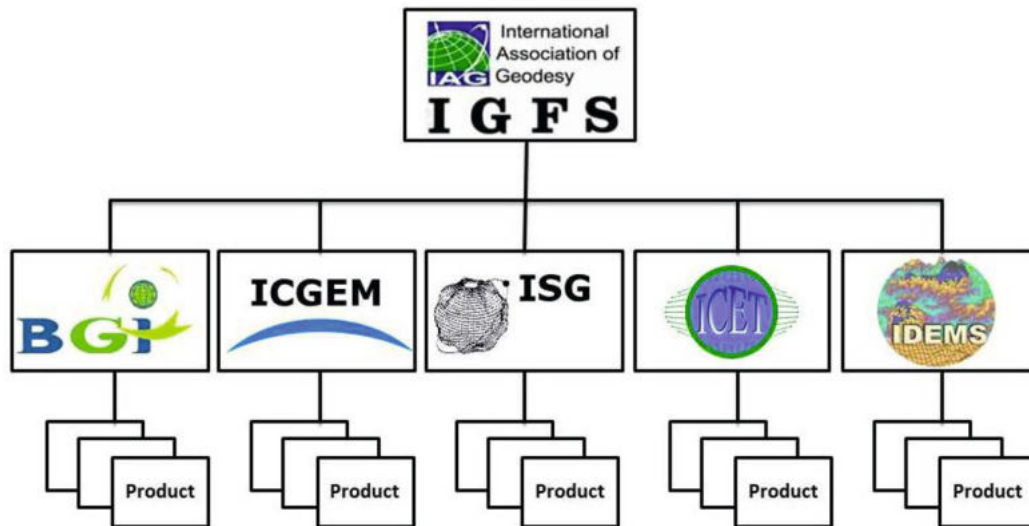 International
Association of
Geodesy
IAG
IGFS
BGI
ICGEM
ISG
ICET
IDEMS
Product
Product
Product
Product
Product